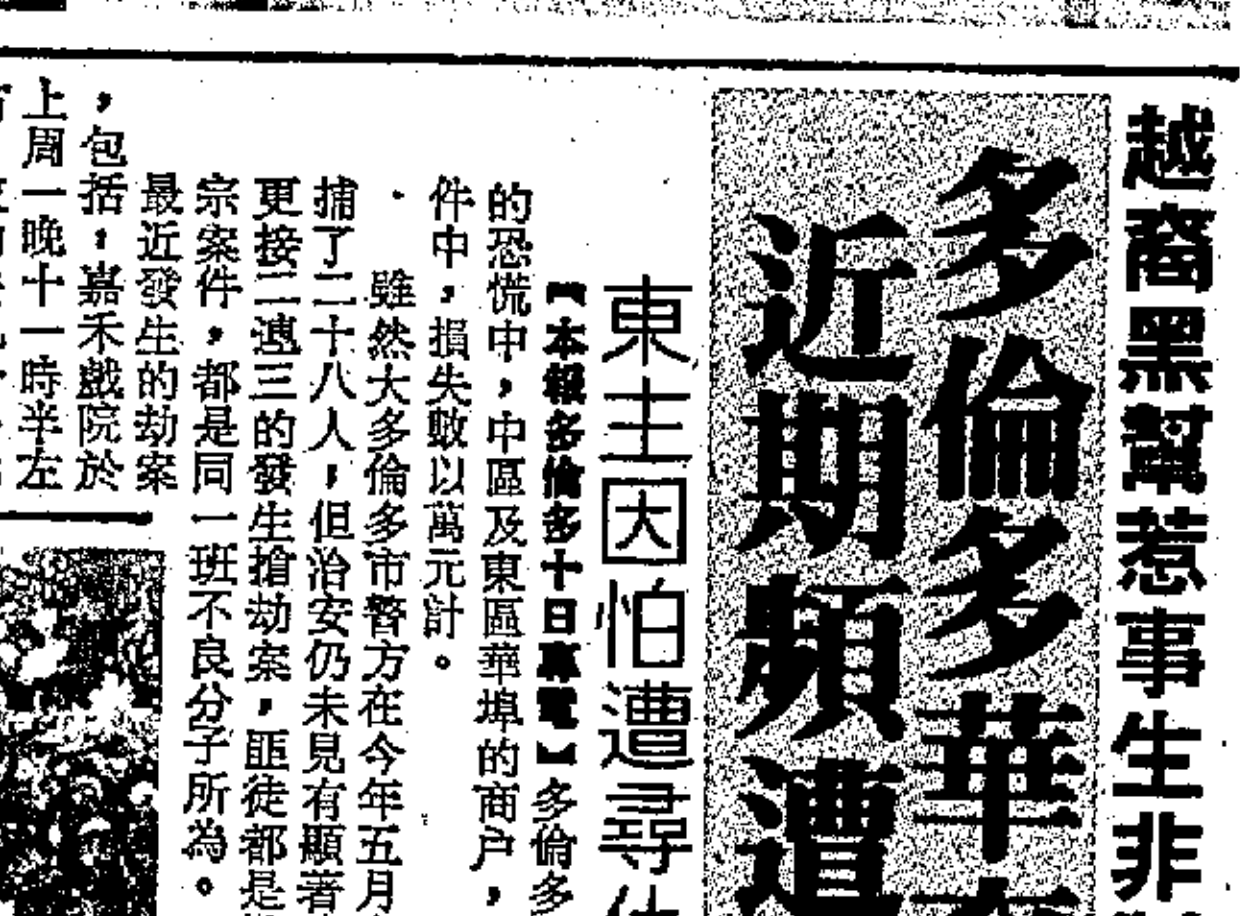 越裔黑幫惹事生非
多倫多華
近期頻遭
東主因怕遭尋
【本報多倫多十日專電】多倫多
的恐慌中，中區及東區華埠的商户，
件中，損失數以萬元計。
雖然大多倫多市警方在今年五月
捕了二十八人，但治安仍未見有顯著
更接二連三的發生搶劫案，匪徒都是
宗案件，都是同一班不良分子所為。
最近發生的劫案
，包括：嘉禾戲院於
上周一晚十一時半左